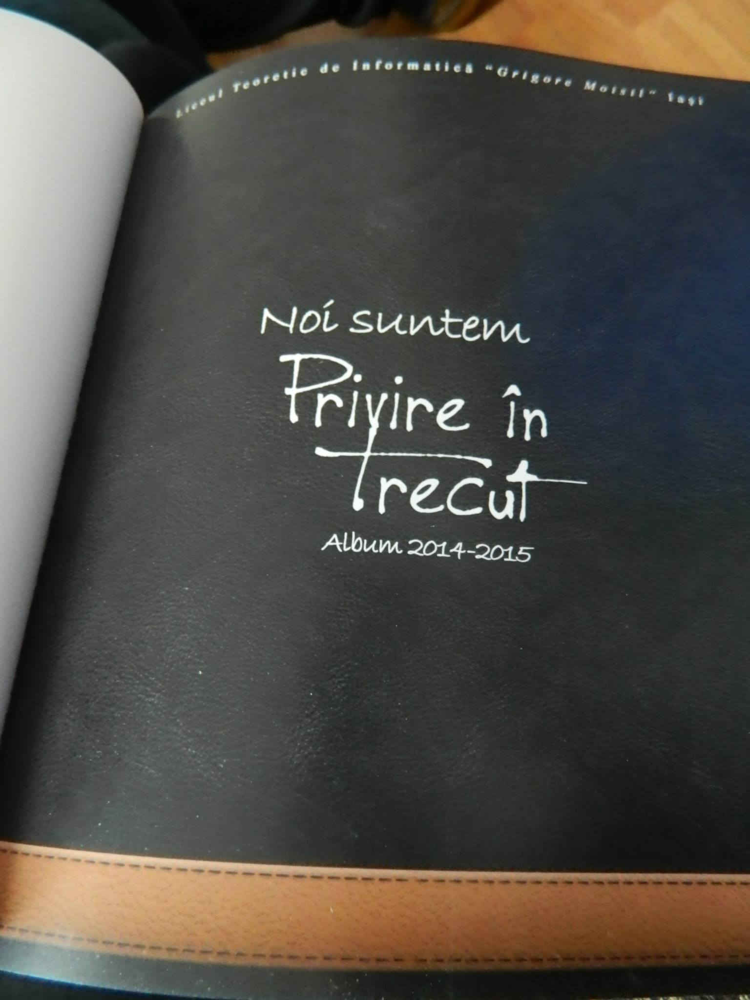 Liceul Teoretic de Informatică "Grigore Moisil" Iași
Noi suntem
Privire în
Trecut
Album 2014-2015